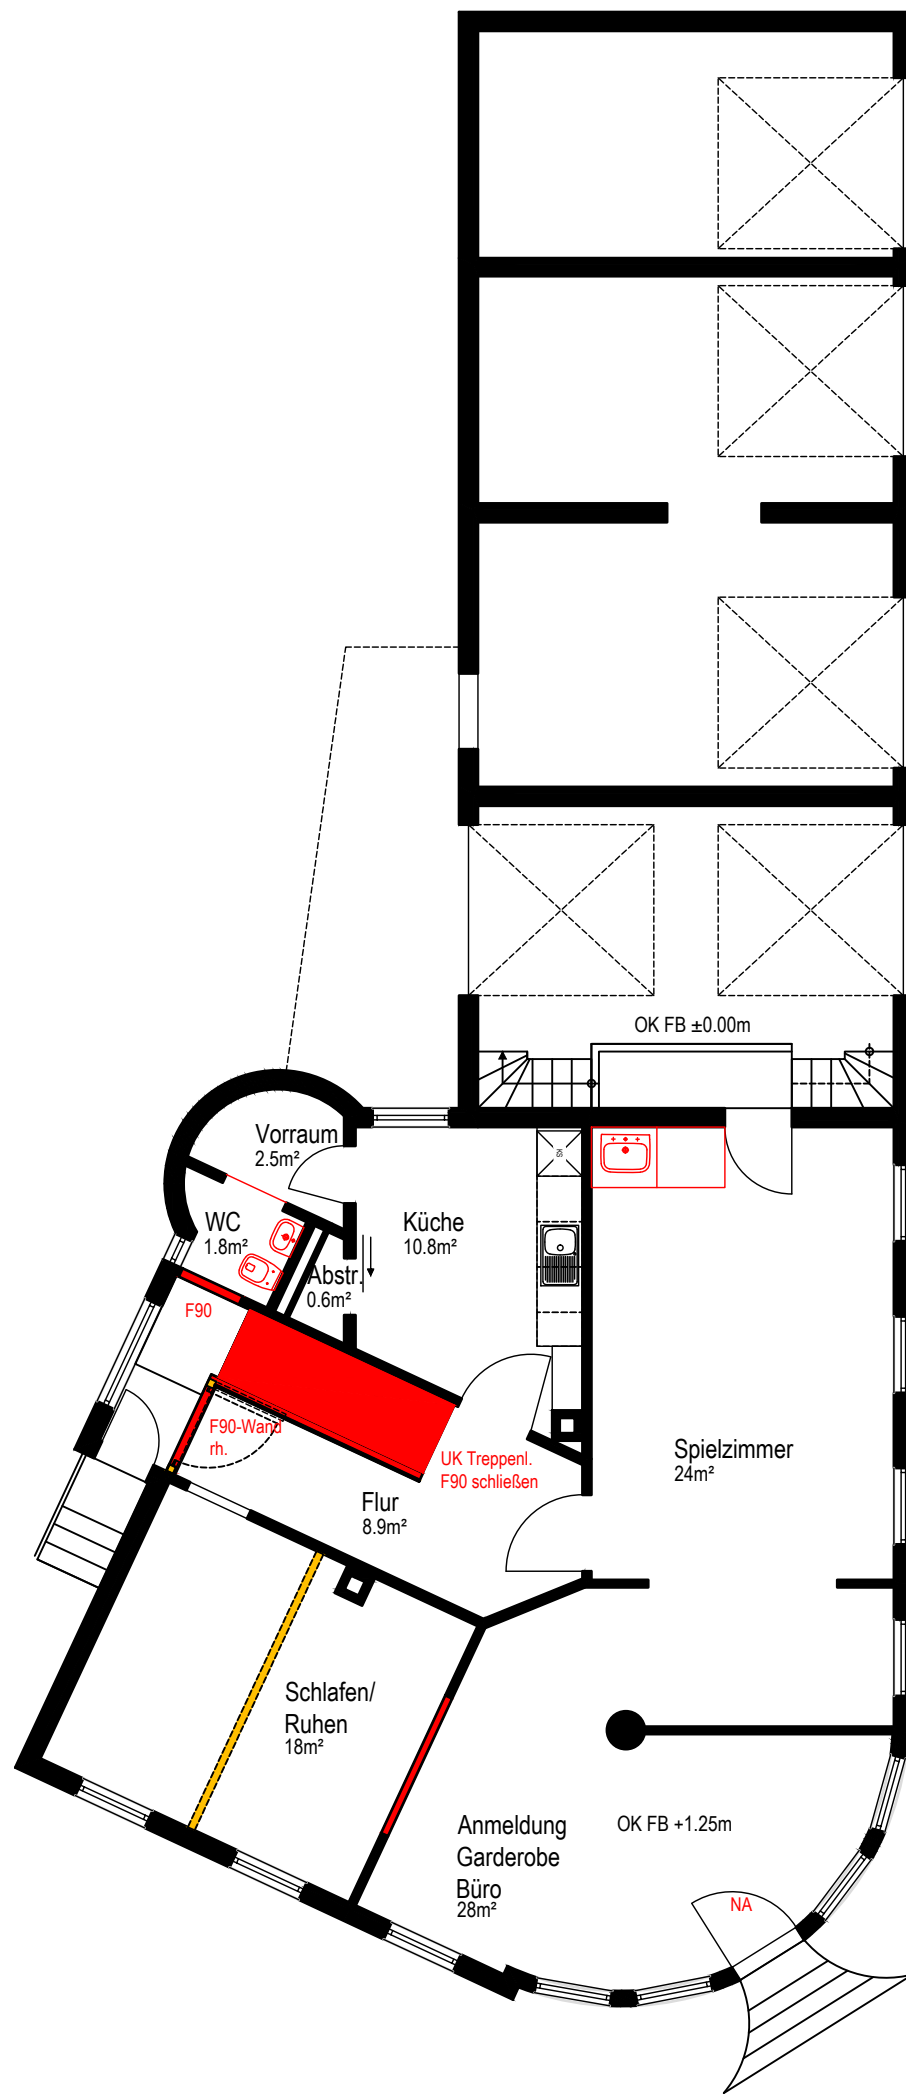 OK FB ±0.00m
Vorraum
2.5m²
WC
1.8m²
Küche
10.8m²
KS
Abstr.
0.6m²
F90
F90-Wand
rh.
UK Treppenl.
F90 schließen
Spielzimmer
24m²
Flur
8.9m²
Schlafen/
Ruhen
18m²
Anmeldung
Garderobe
Büro
28m²
OK FB +1.25m
NA